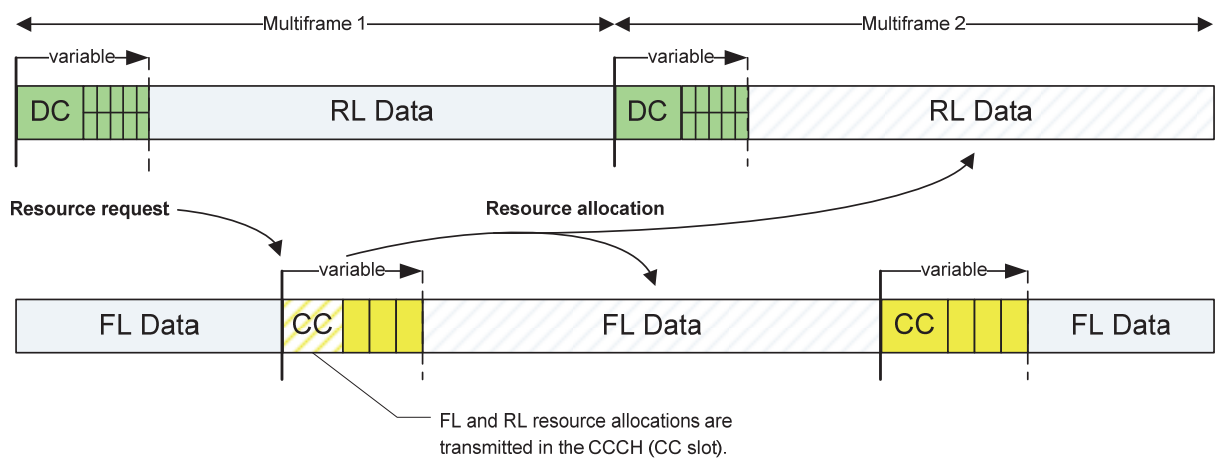 Multiframe 1
Multiframe 2
variable
variable
DC
RL Data
DC
RL Data
Resource request
Resource allocation
variable
variable
FL Data
CC
FL Data
CC
FL Data
FL and RL resource allocations are
transmitted in the CCCH (CC slot).